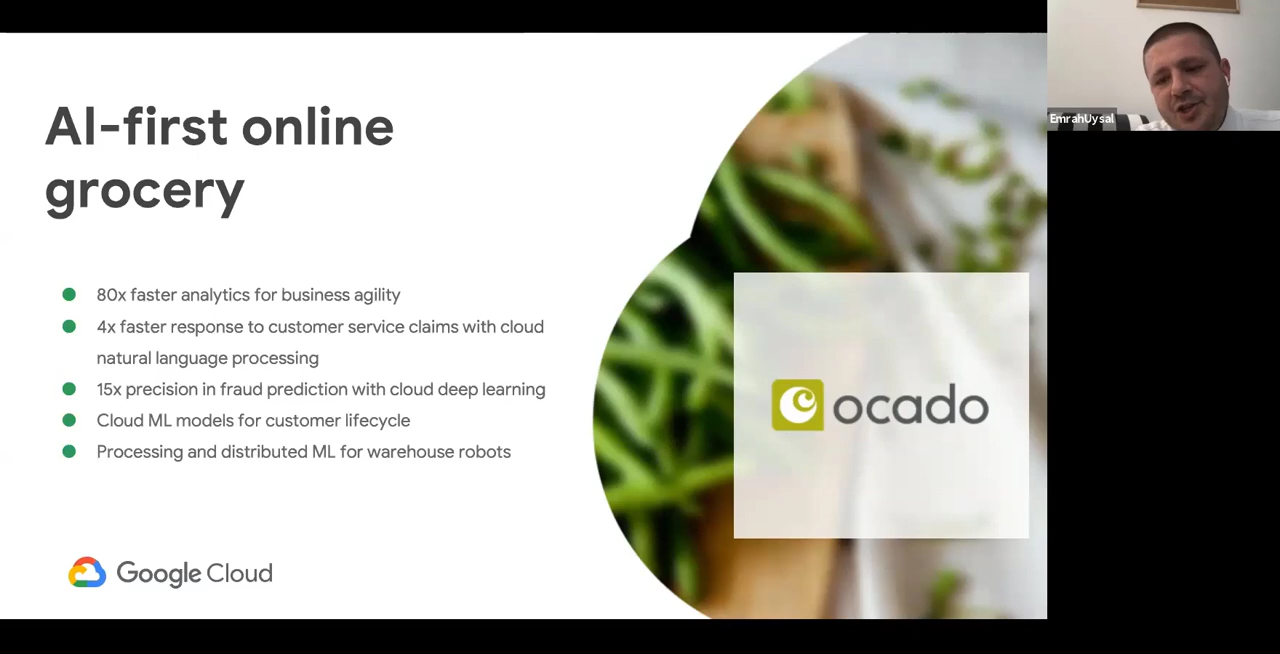 AI-first online
grocery
80x faster analytics for business agility
4x faster response to customer service claims with cloud
natural language processing
15x precision in fraud prediction with cloud deep learning
Cloud ML models for customer lifecycle
Processing and distributed ML for warehouse robots
ocado
Google Cloud
EmrahUysal